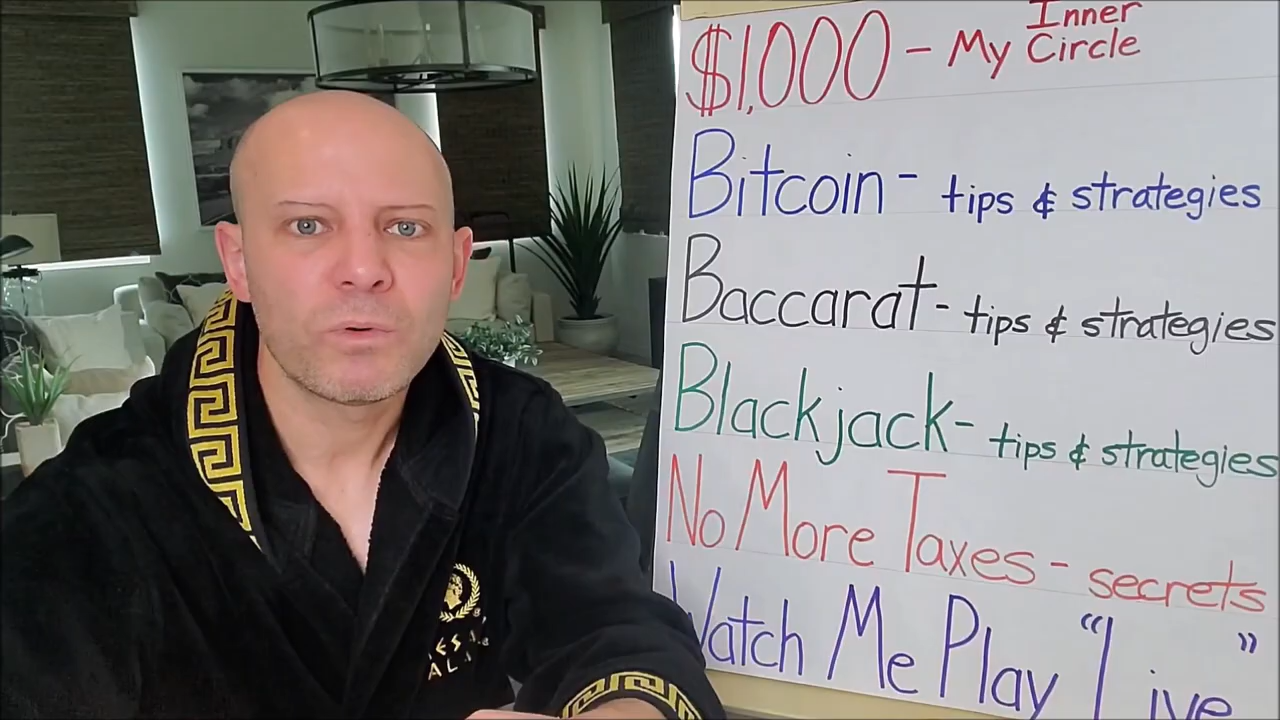 $1,000 - My Inner Circle
Bitcoin - tips & strategies
Baccarat - tips & strategies
Blackjack - tips & strategies
No More Taxes - secrets
Watch Me Play "Live"